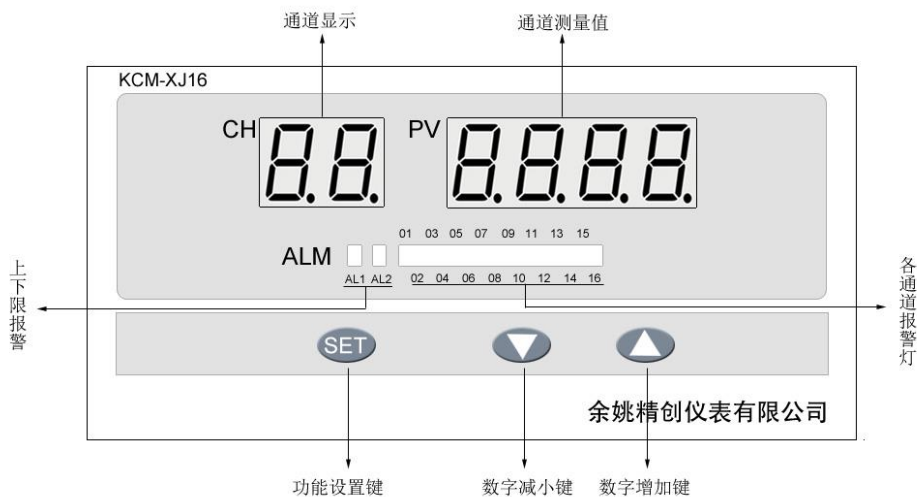 通道显示
通道测量值
KCM-XJ16
CH
PV
01 03 05 07 09 11 13 15
ALM
AL1 AL2
02 04 06 08 10 12 14 16
上下限报警
各通道报警灯
SET
余姚精创仪表有限公司
功能设置键
数字减小键
数字增加键